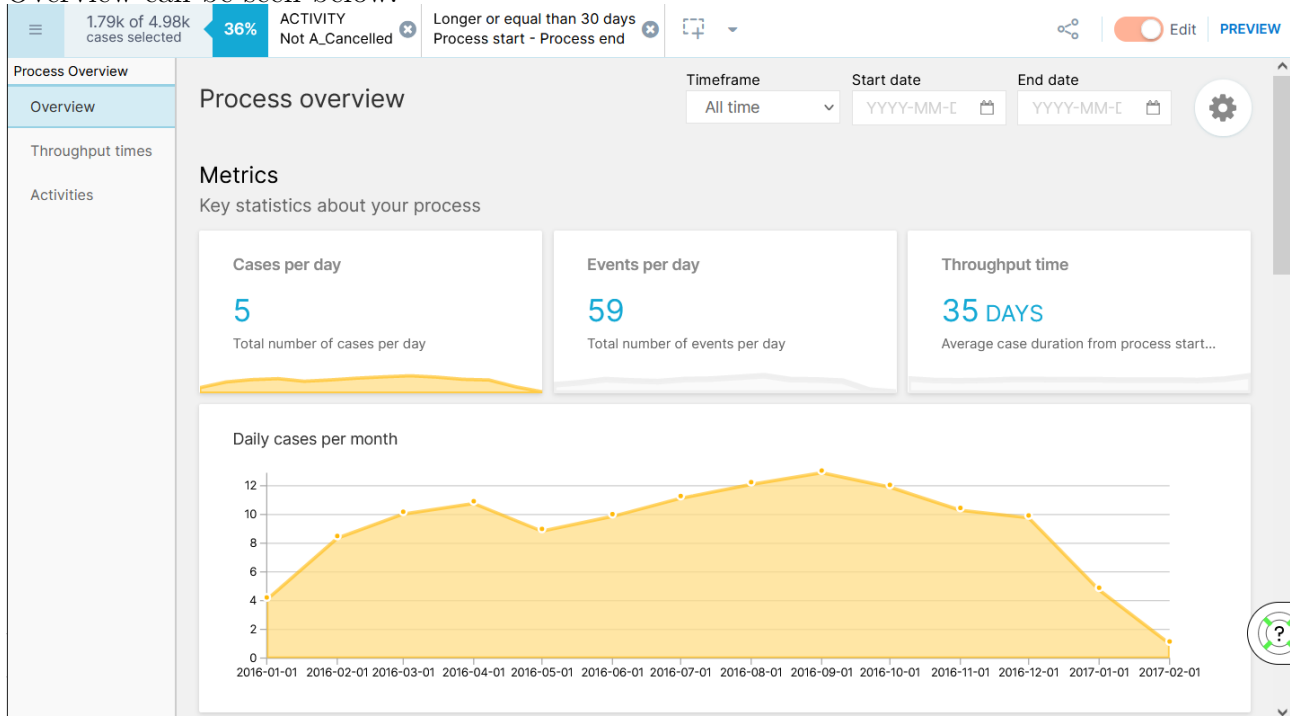 Overview can be seen below.
1.79k of 4.98k
cases selected
36%
ACTIVITY
Not A_Cancelled
Longer or equal than 30 days
Process start - Process end
Edit
PREVIEW
Process Overview
Overview
Throughput times
Activities
Process overview
Timeframe
All time
Start date
YYYY-MM-D
End date
YYYY-MM-D
Metrics
Key statistics about your process
Cases per day
5
Total number of cases per day
Events per day
59
Total number of events per day
Throughput time
35 DAYS
Average case duration from process start...
Daily cases per month
12
10
8
6
4
2
0
2016-01-01 2016-02-01 2016-03-01 2016-04-01 2016-05-01 2016-06-01 2016-07-01 2016-08-01 2016-09-01 2016-10-01 2016-11-01 2016-12-01 2017-01-01 2017-02-01
?